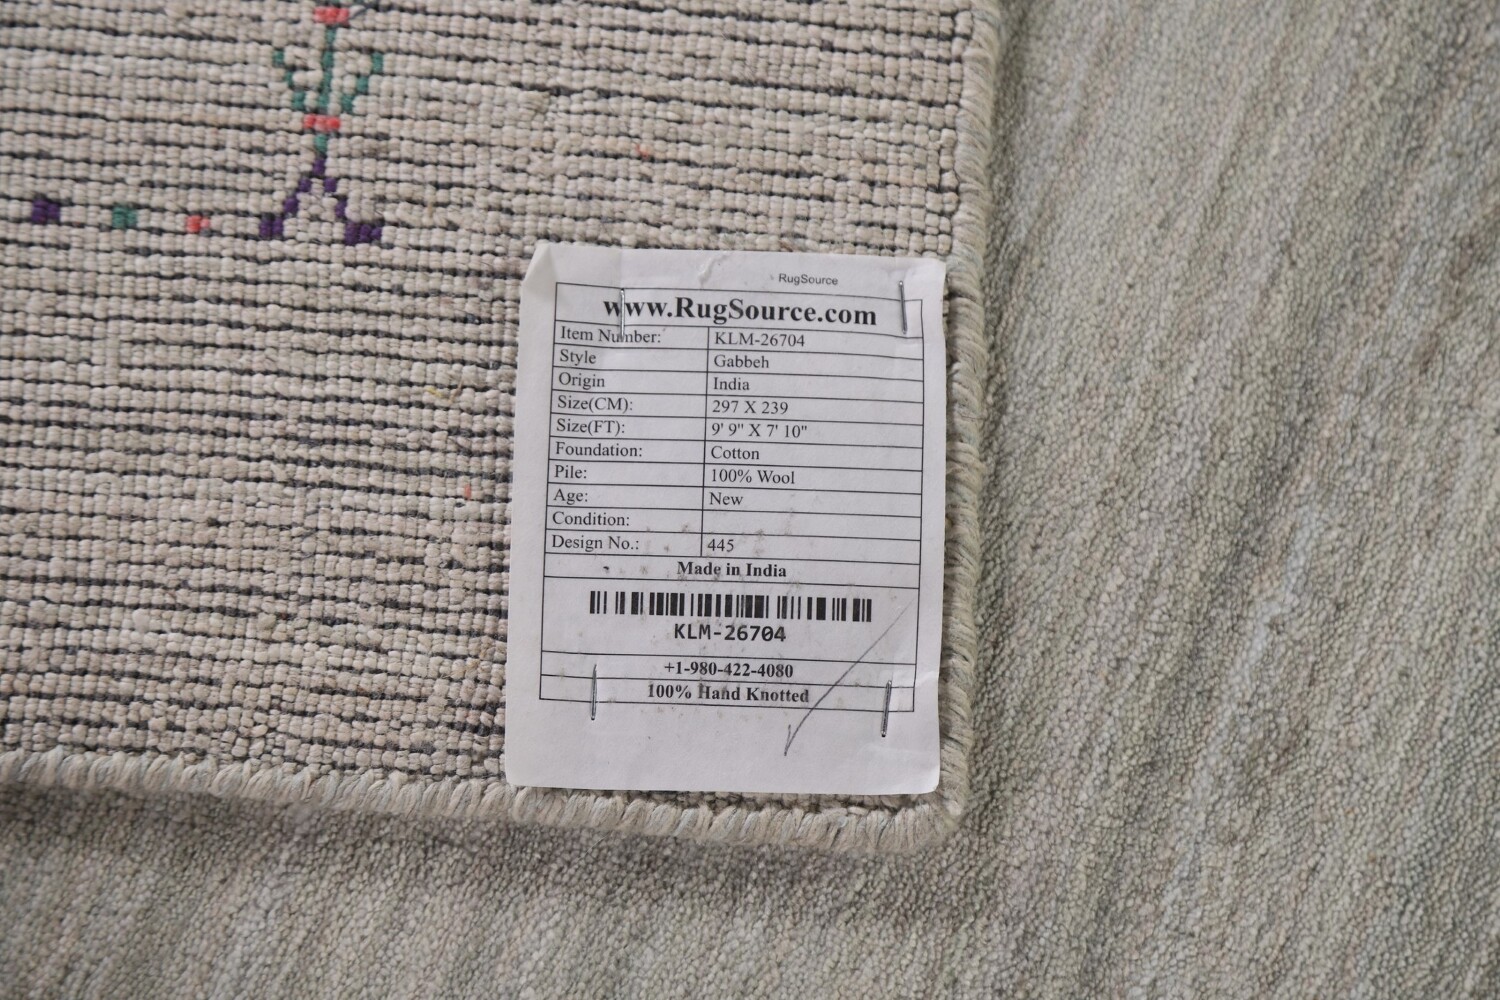 RugSource
www.RugSource.com
Item Number: KLM-26704
Style Gabbeh
Origin India
Size(CM): 297 X 239
Size(FT): 9' 9" X 7' 10"
Foundation: Cotton
Pile: 100% Wool
Age: New
Condition:
Design No.: 445
Made in India
KLM-26704
+1-980-422-4080
100% Hand Knotted